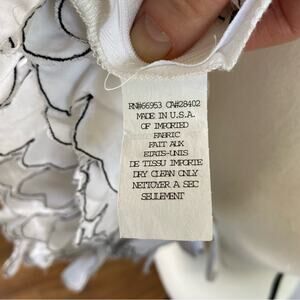 RN#66953 CA#28402
MADE IN U.S.A.
OF IMPORTED
FABRIC
FAIT AUX
ETATS-UNIS
DE TISSU IMPORTE
DRY CLEAN ONLY
NETTOYER A SEC
SEULEMENT